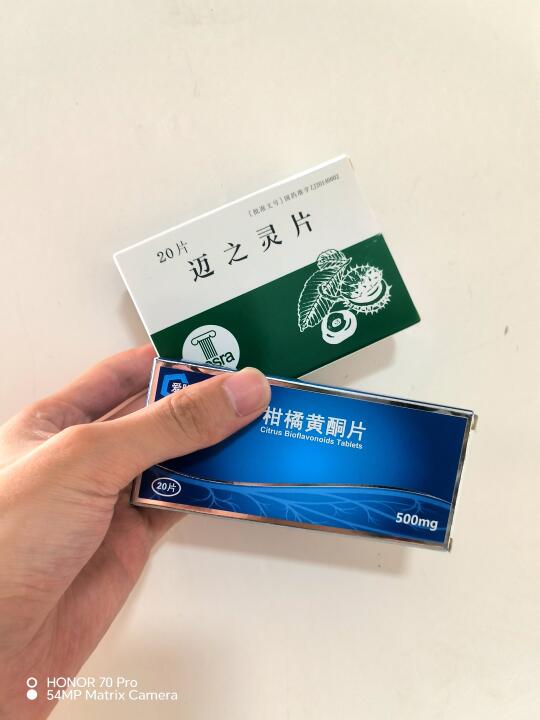 [批准文号]国药准字ZJ20140002
20片
迈之灵片
柑橘黄酮片
Citrus Bioflavonoids Tablets
20片
500mg
HONOR 70 Pro
54MP Matrix Camera